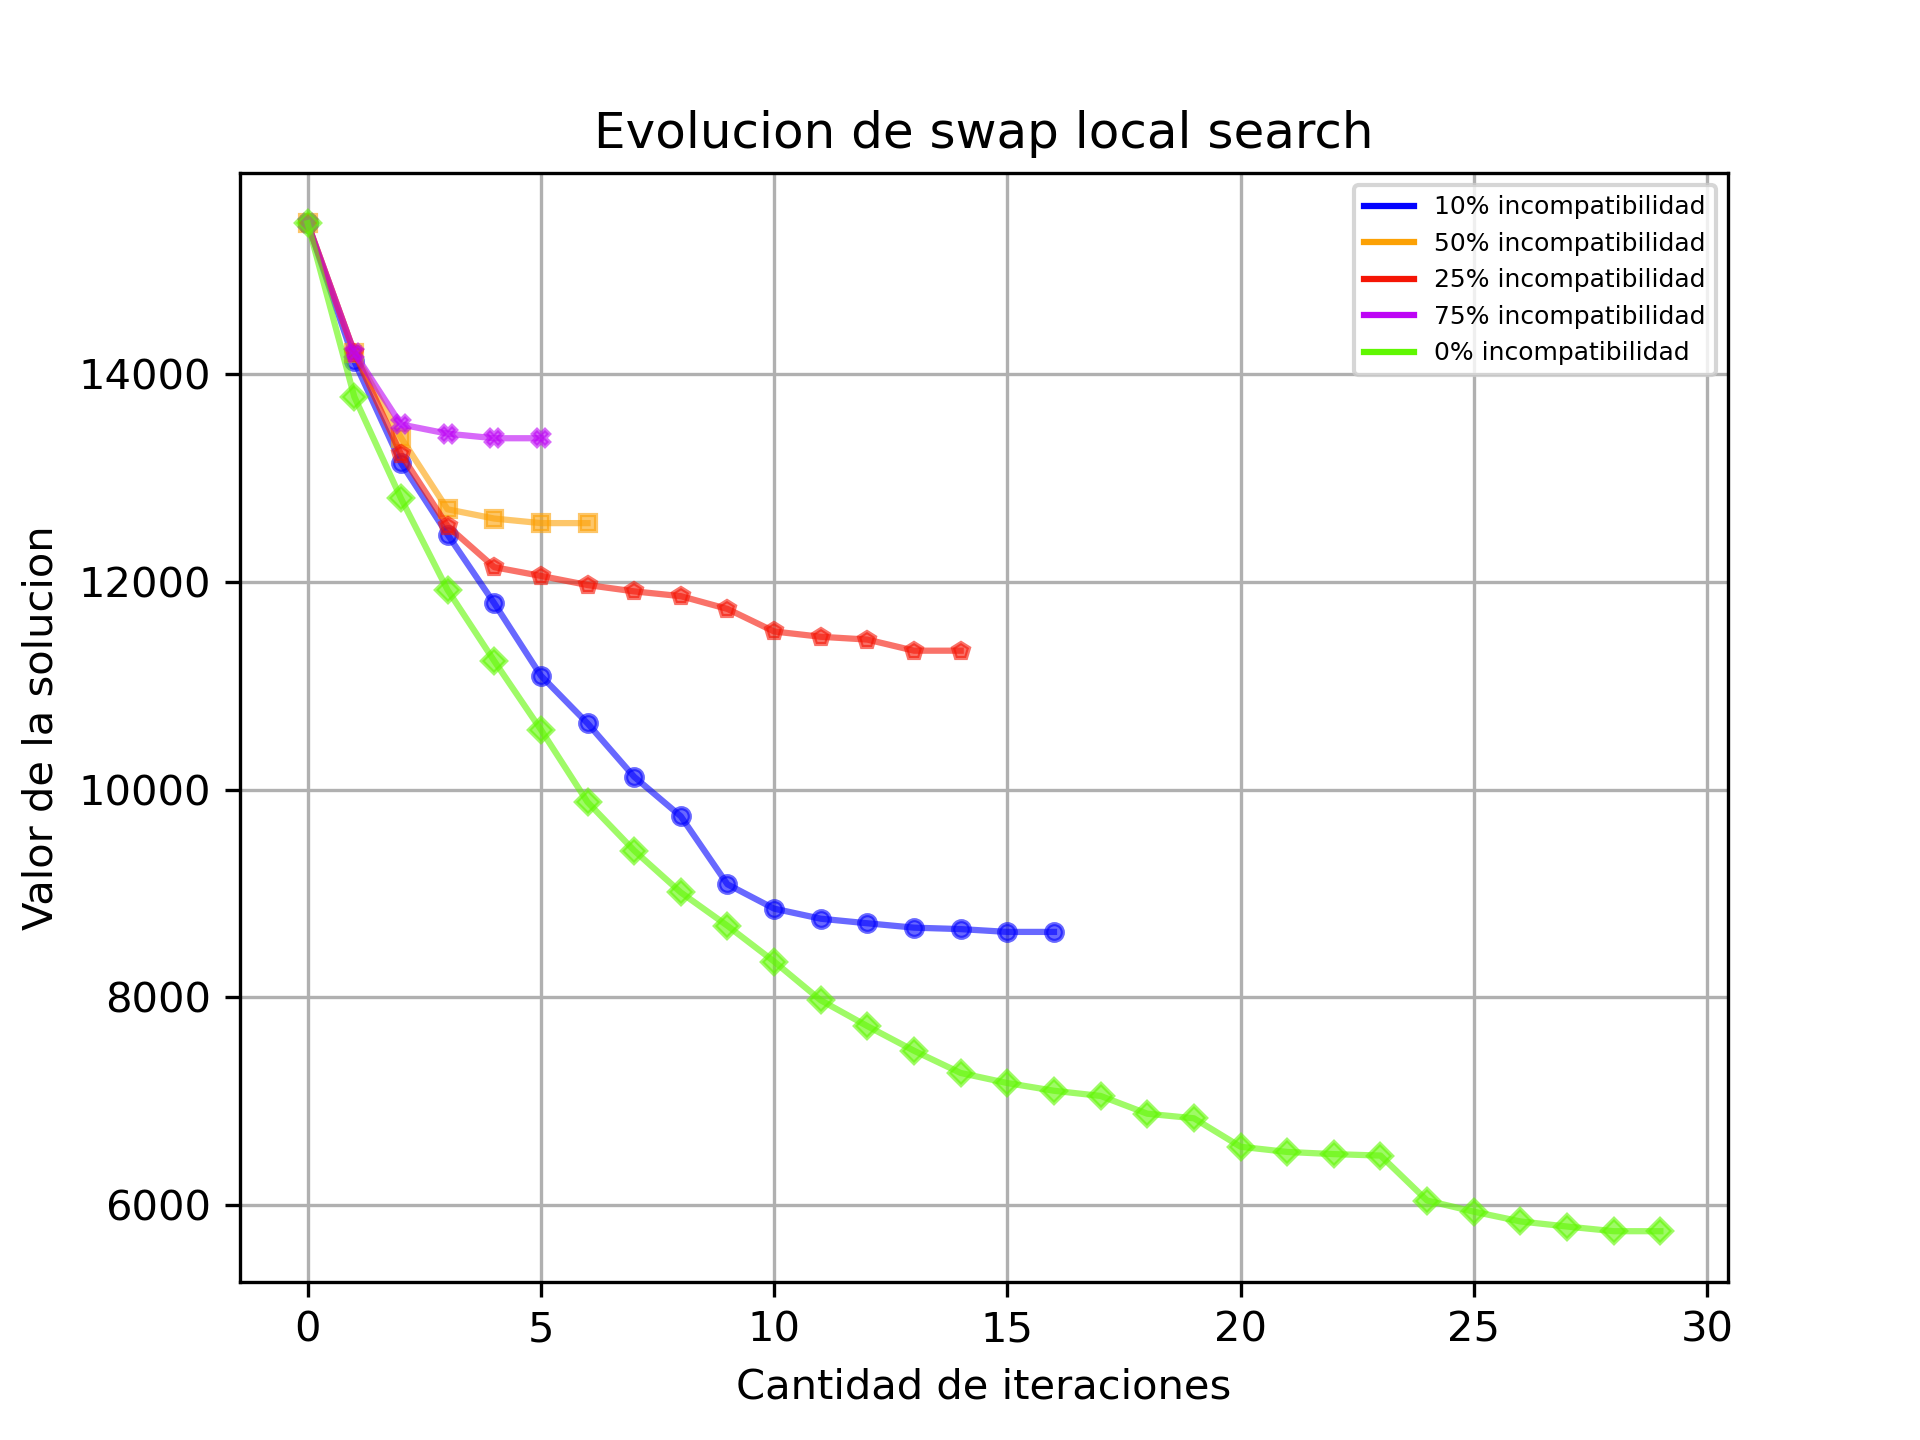 Evolucion de swap local search
10% incompatibilidad
50% incompatibilidad
25% incompatibilidad
75% incompatibilidad
0% incompatibilidad
Valor de la solucion
14000
12000
10000
8000
6000
0 5 10 15 20 25 30
Cantidad de iteraciones